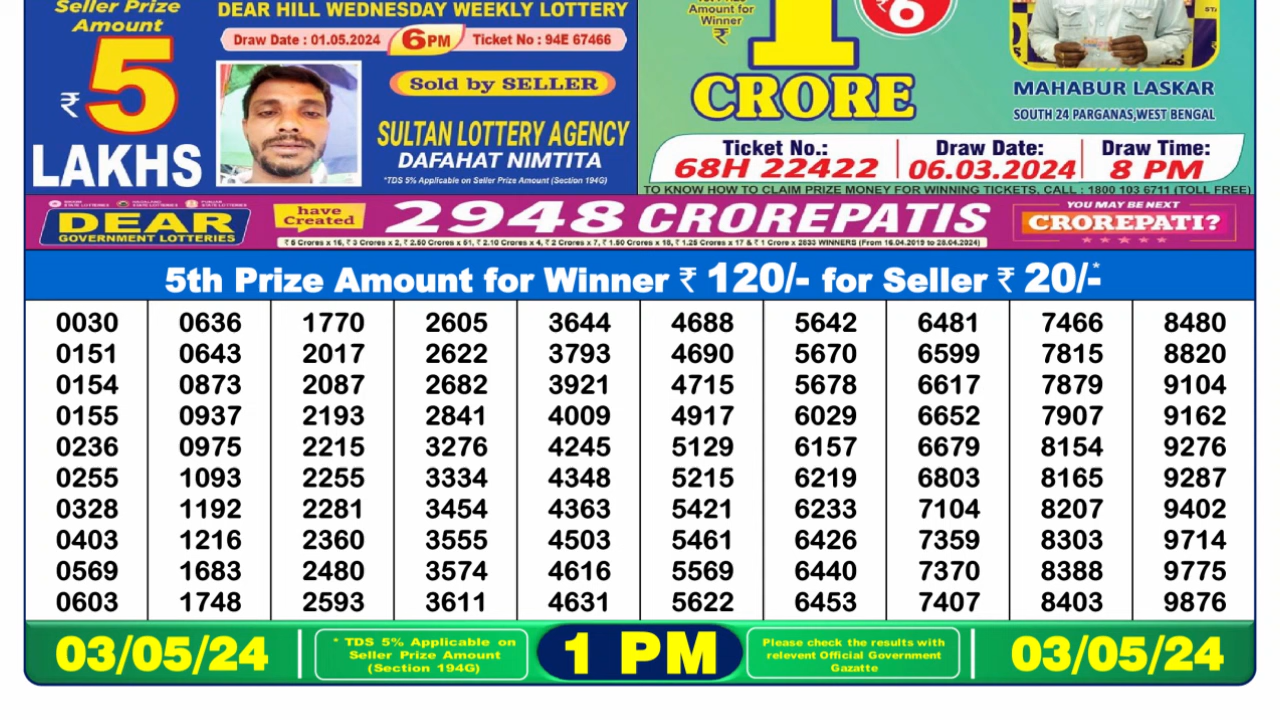 Seller Prize
Amount
₹ 5
LAKHS
DEAR HILL WEDNESDAY WEEKLY LOTTERY
Draw Date : 01.05.2024 6PM Ticket No : 94E 67466
Sold by SELLER
SULTAN LOTTERY AGENCY
DAFAHAT NIMTITA
*TDS 5% Applicable on Seller Prize Amount (Section 194G)
Amount for
Winner
₹
1
CRORE
₹6
MAHABUR LASKAR
SOUTH 24 PARGANAS,WEST BENGAL
Ticket No.: Draw Date: Draw Time:
68H 22422 06.03.2024 8 PM
TO KNOW HOW TO CLAIM PRIZE MONEY FOR WINNING TICKETS, CALL : 1800 103 6711 (TOLL FREE)
DEAR
GOVERNMENT LOTTERIES
have
Created
2948 CROREPATIS
YOU MAY BE NEXT
CROREPATI?
5th Prize Amount for Winner ₹ 120/- for Seller ₹ 20/-*
0030 0636 1770 2605 3644 4688 5642 6481 7466 8480
0151 0643 2017 2622 3793 4690 5670 6599 7815 8820
0154 0873 2087 2682 3921 4715 5678 6617 7879 9104
0155 0937 2193 2841 4009 4917 6029 6652 7907 9162
0236 0975 2215 3276 4245 5129 6157 6679 8154 9276
0255 1093 2255 3334 4348 5215 6219 6803 8165 9287
0328 1192 2281 3454 4363 5421 6233 7104 8207 9402
0403 1216 2360 3555 4503 5461 6426 7359 8303 9714
0569 1683 2480 3574 4616 5569 6440 7370 8388 9775
0603 1748 2593 3611 4631 5622 6453 7407 8403 9876
03/05/24
* TDS 5% Applicable on
Seller Prize Amount
(Section 194G)
1 PM
Please check the results with
relevent Official Government
Gazatte
03/05/24